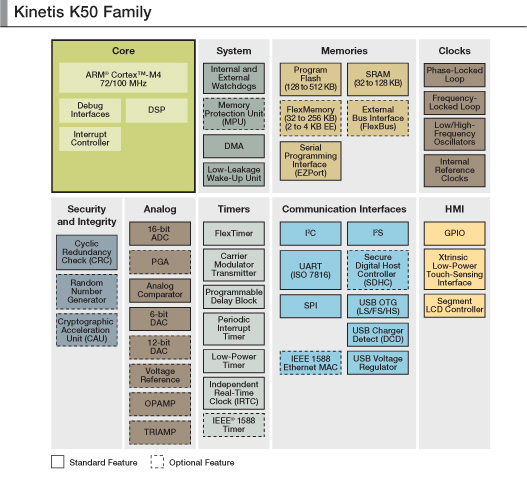 Kinetis K50 Family
Core
ARM® Cortex™-M4
72/100 MHz
Debug
Interfaces
DSP
Interrupt
Controller
System
Internal and
External
Watchdogs
Memory
Protection Unit
(MPU)
DMA
Low-Leakage
Wake-Up Unit
Memories
Program
Flash
(128 to 512 KB)
SRAM
(32 to 128 KB)
FlexMemory
(32 to 256 KB)
(2 to 4 KB EE)
External
Bus Interface
(FlexBus)
Serial
Programming
Interface
(EZPort)
Clocks
Phase-Locked
Loop
Frequency-
Locked Loop
Low/High-
Frequency
Oscillators
Internal
Reference
Clocks
Security
and Integrity
Cyclic
Redundancy
Check (CRC)
Random
Number
Generator
Cryptographic
Acceleration
Unit (CAU)
Analog
16-bit
ADC
PGA
Analog
Comparator
6-bit
DAC
12-bit
DAC
Voltage
Reference
OPAMP
TRIAMP
Timers
FlexTimer
Carrier
Modulator
Transmitter
Programmable
Delay Block
Periodic
Interrupt
Timer
Low-Power
Timer
Independent
Real-Time
Clock (IRTC)
IEEE® 1588
Timer
Communication Interfaces
I²C
I²S
UART
(ISO 7816)
Secure
Digital Host
Controller
(SDHC)
SPI
USB OTG
(LS/FS/HS)
USB Charger
Detect (DCD)
IEEE 1588
Ethernet MAC
USB Voltage
Regulator
HMI
GPIO
Xtrinsic
Low-Power
Touch-Sensing
Interface
Segment
LCD Controller
Standard Feature
Optional Feature